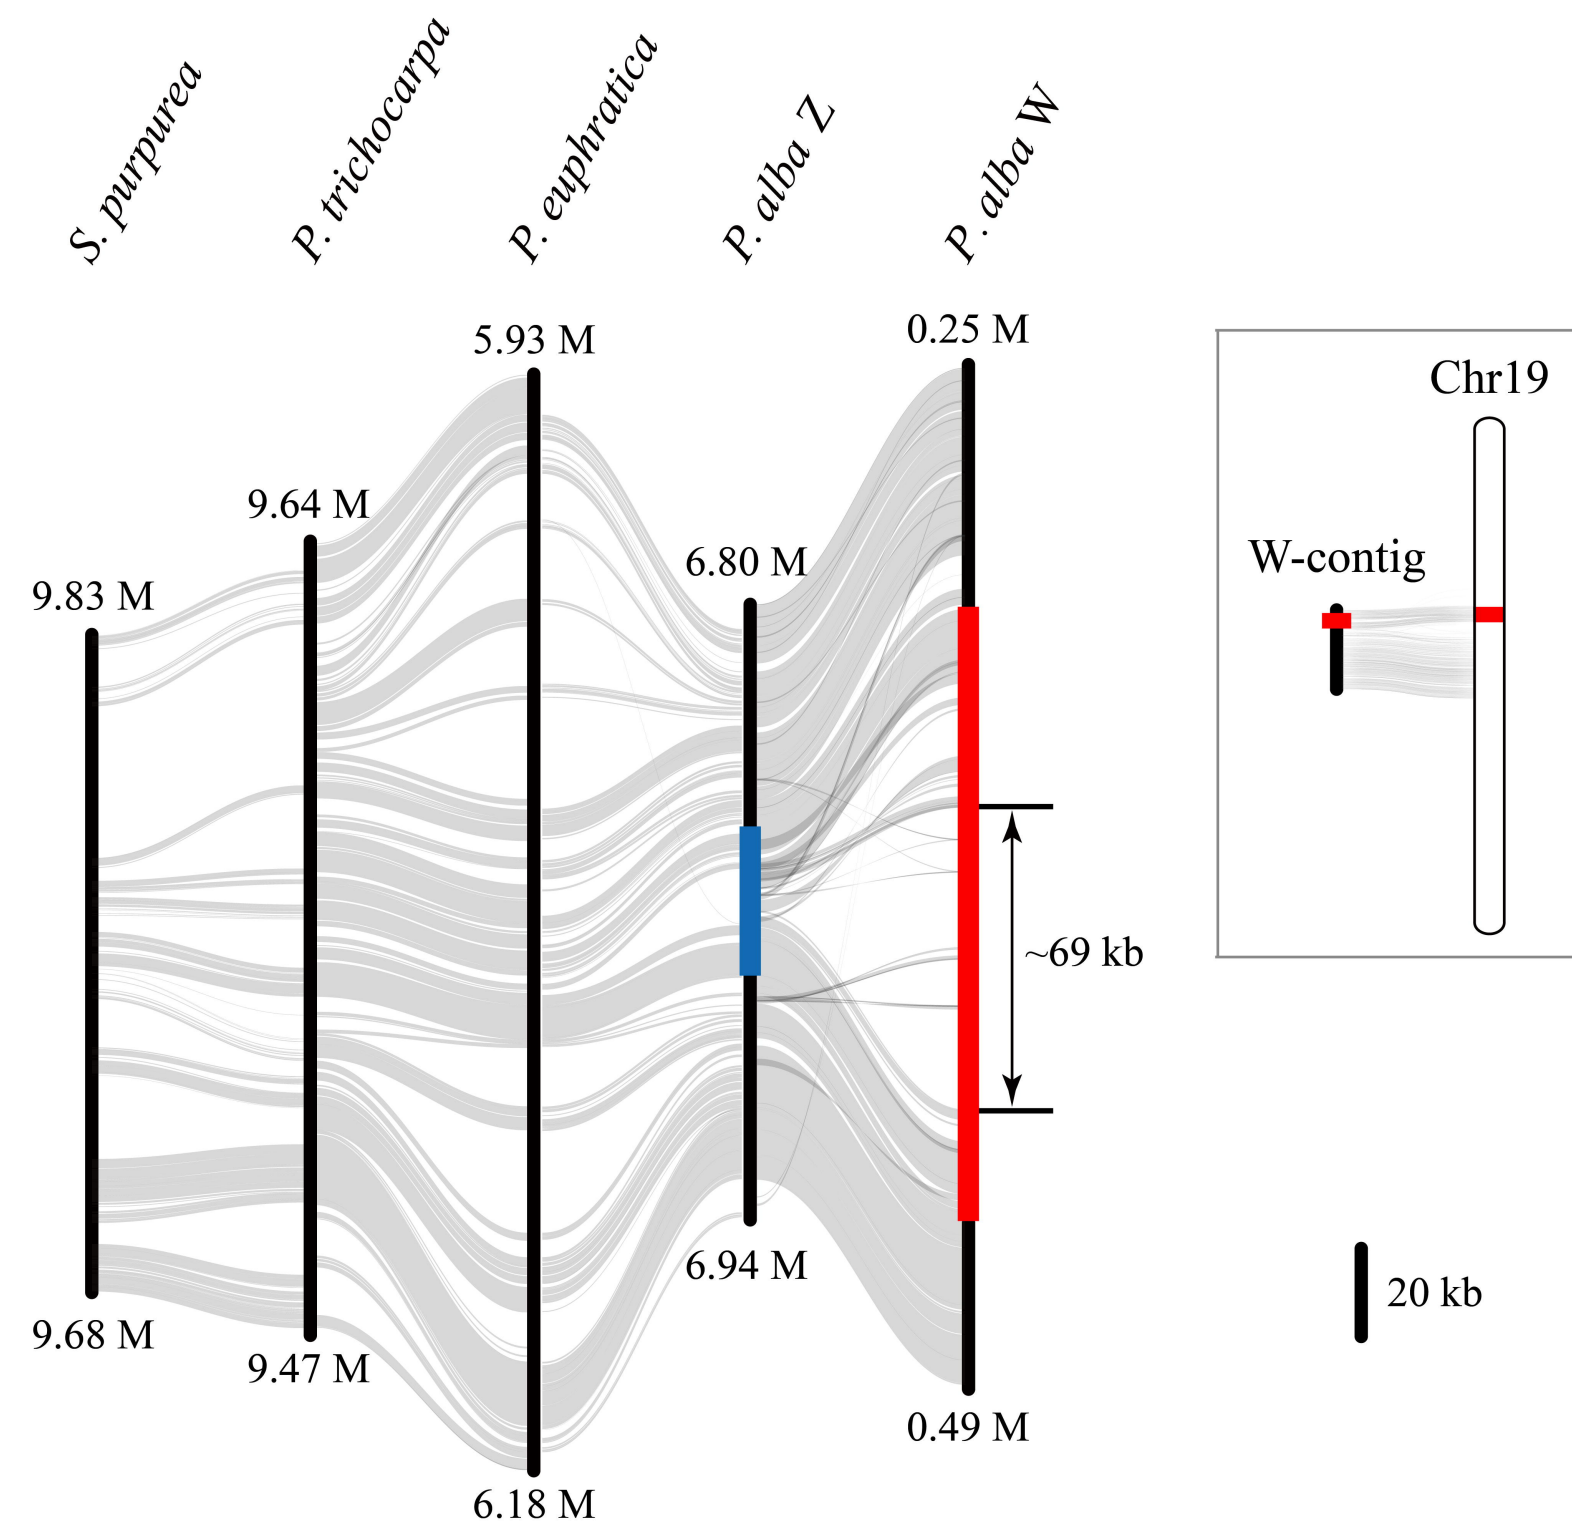 S. purpurea
P. trichocarpa
P. euphratica
P. alba Z
P. alba W
9.83 M
9.68 M
9.64 M
9.47 M
5.93 M
6.18 M
6.80 M
6.94 M
0.25 M
0.49 M
~69 kb
Chr19
W-contig
20 kb